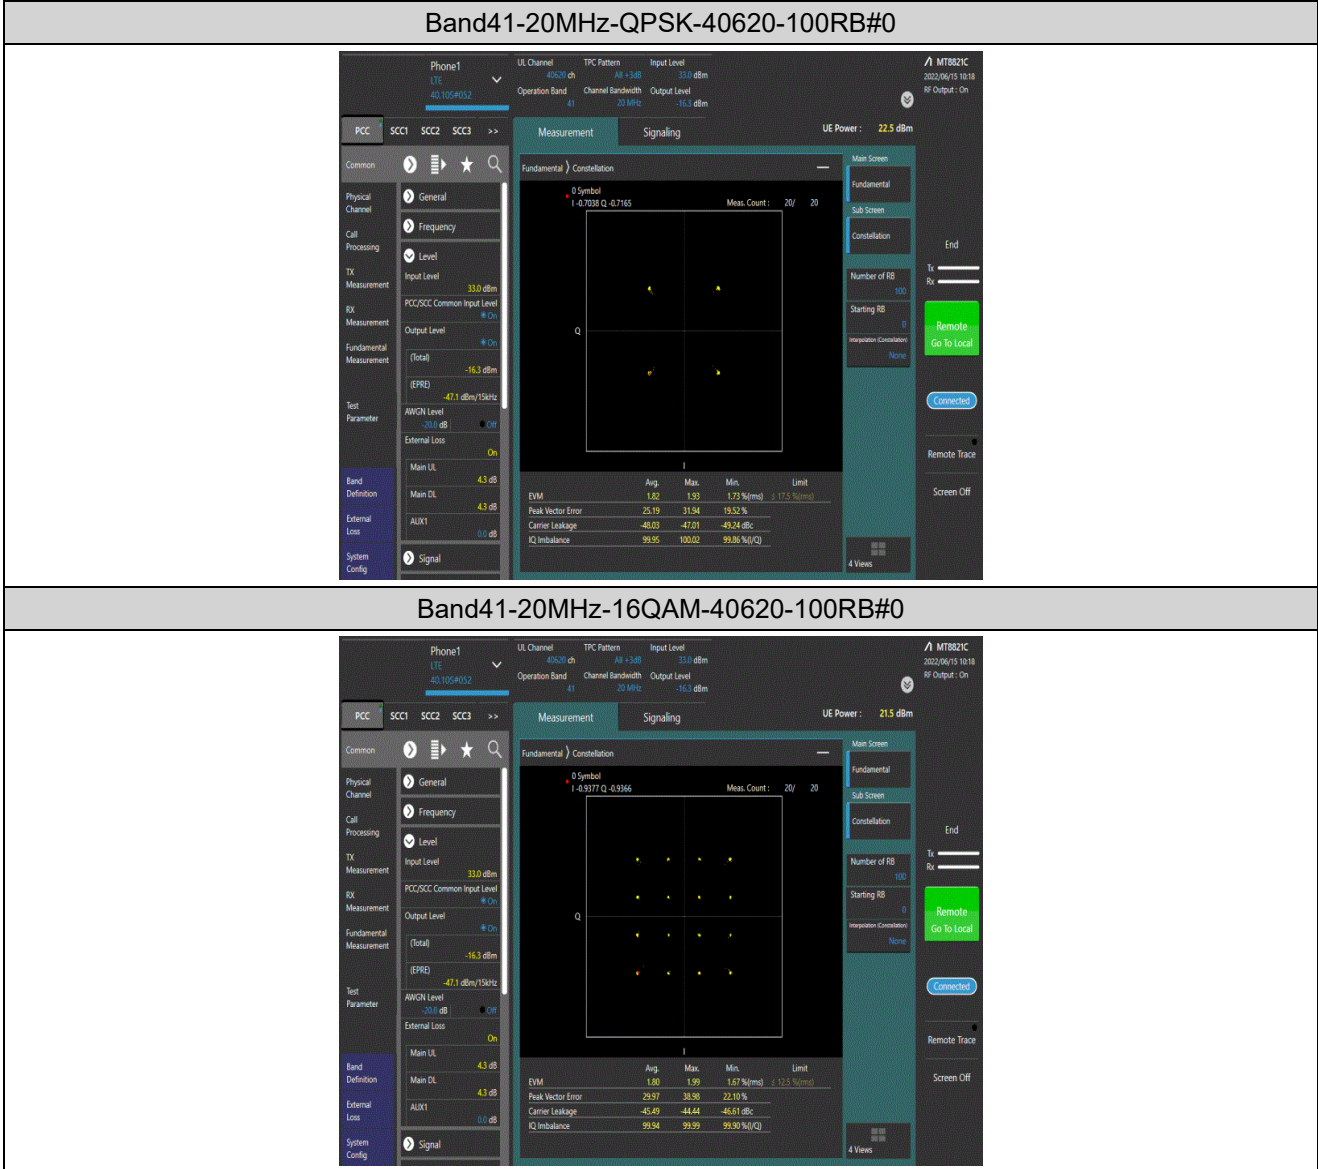 Band41-20MHz-QPSK-40620-100RB#0
Phone1
LTE
40.105#052
UL Channel
40620 ch
TPC Pattern
All +3dB
Input Level
33.0 dBm
Operation Band
41
Channel Bandwidth
20 MHz
Output Level
-16.3 dBm
MT8821C
2022/06/15 10:18
RF Output : On
PCC SCC1 SCC2 SCC3 >>
Measurement Signaling
UE Power : 22.5 dBm
Common
Physical
Channel
Call
Processing
TX
Measurement
RX
Measurement
Fundamental
Measurement
Test
Parameter
Band
Definition
External
Loss
System
Config
General
Frequency
Level
Input Level
33.0 dBm
PCC/SCC Common Input Level
On
Output Level
On
(Total)
-16.3 dBm
(EPRE)
-47.1 dBm/15kHz
AWGN Level
-20.0 dB Off
External Loss
On
Main UL
4.3 dB
Main DL
4.3 dB
AUX1
0.0 dB
Signal
Fundamental ⟩ Constellation
0 Symbol
I -0.7038 Q -0.7165
Meas. Count : 20/ 20
Q
I
Avg. Max. Min. Limit
EVM 1.82 1.93 1.73 %(rms) ≤ 17.5 %(rms)
Peak Vector Error 25.19 31.94 19.52 %
Carrier Leakage -48.03 -47.01 -49.24 dBc
IQ Imbalance 99.95 100.02 99.86 %(I/Q)
Main Screen
Fundamental
Sub Screen
Constellation
Number of RB
100
Starting RB
0
Interpolation (Constellation)
None
4 Views
End
Tx
Rx
Remote
Go To Local
Connected
Remote Trace
Screen Off
Band41-20MHz-16QAM-40620-100RB#0
Phone1
LTE
40.105#052
UL Channel
40620 ch
TPC Pattern
All +3dB
Input Level
33.0 dBm
Operation Band
41
Channel Bandwidth
20 MHz
Output Level
-16.3 dBm
MT8821C
2022/06/15 10:18
RF Output : On
PCC SCC1 SCC2 SCC3 >>
Measurement Signaling
UE Power : 21.5 dBm
Common
Physical
Channel
Call
Processing
TX
Measurement
RX
Measurement
Fundamental
Measurement
Test
Parameter
Band
Definition
External
Loss
System
Config
General
Frequency
Level
Input Level
33.0 dBm
PCC/SCC Common Input Level
On
Output Level
On
(Total)
-16.3 dBm
(EPRE)
-47.1 dBm/15kHz
AWGN Level
-20.0 dB Off
External Loss
On
Main UL
4.3 dB
Main DL
4.3 dB
AUX1
0.0 dB
Signal
Fundamental ⟩ Constellation
0 Symbol
I -0.9377 Q -0.9366
Meas. Count : 20/ 20
Q
I
Avg. Max. Min. Limit
EVM 1.80 1.99 1.67 %(rms) ≤ 12.5 %(rms)
Peak Vector Error 29.97 38.98 22.10 %
Carrier Leakage -45.49 -44.44 -46.61 dBc
IQ Imbalance 99.94 99.99 99.90 %(I/Q)
Main Screen
Fundamental
Sub Screen
Constellation
Number of RB
100
Starting RB
0
Interpolation (Constellation)
None
4 Views
End
Tx
Rx
Remote
Go To Local
Connected
Remote Trace
Screen Off